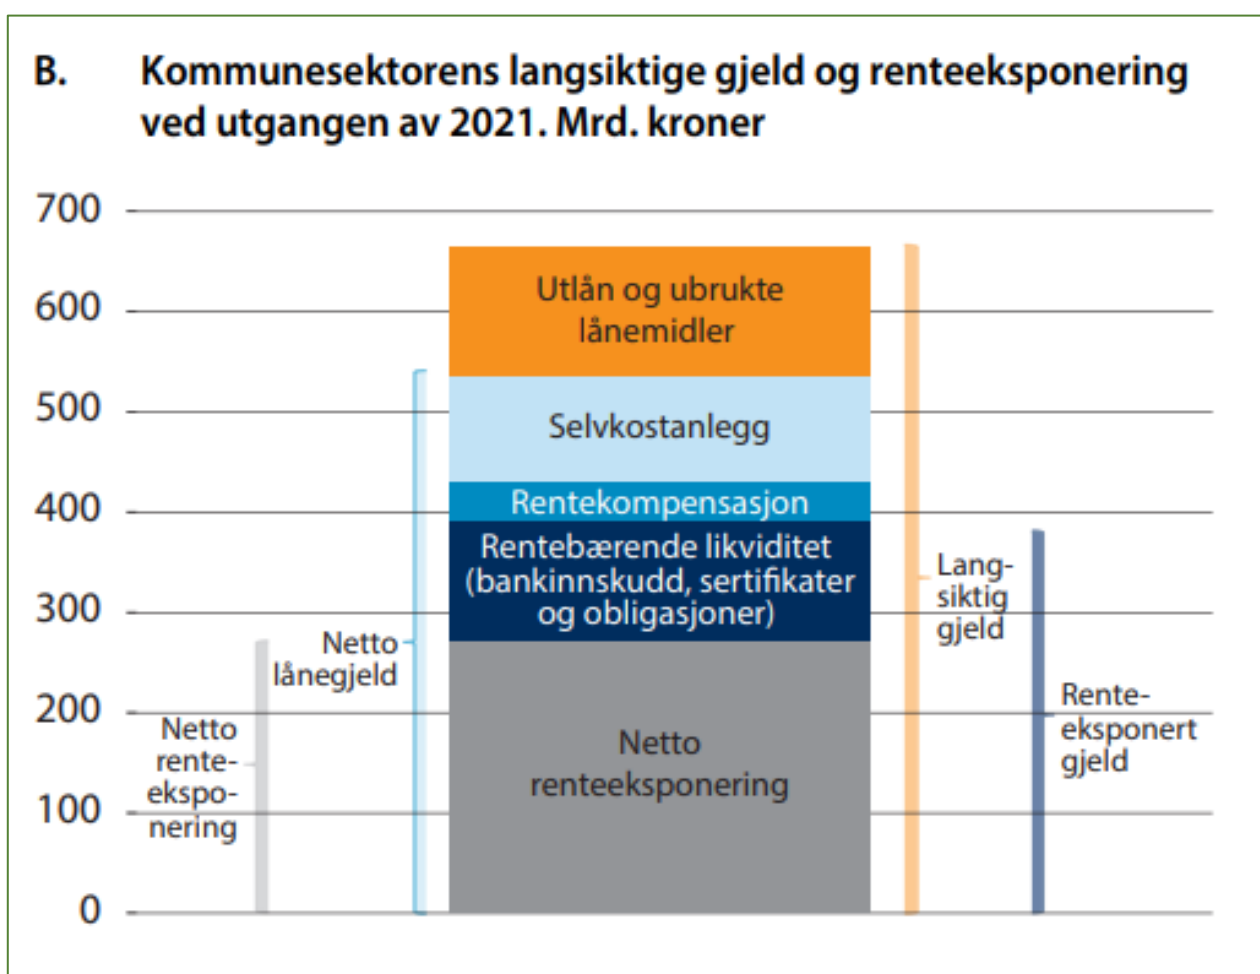 B. Kommunesektorens langsiktige gjeld og renteeksponering
ved utgangen av 2021. Mrd. kroner
700
600
500
400
300
200
100
0
Utlån og ubrukte
lånemidler
Selvkostanlegg
Rentekompensasjon
Rentebærende likviditet
(bankinnskudd, sertifikater
og obligasjoner)
Netto
renteeksponering
Netto
rente-
ekspo-
nering
Netto
lånegjeld
Lang-
siktig
gjeld
Rente-
eksponert
gjeld